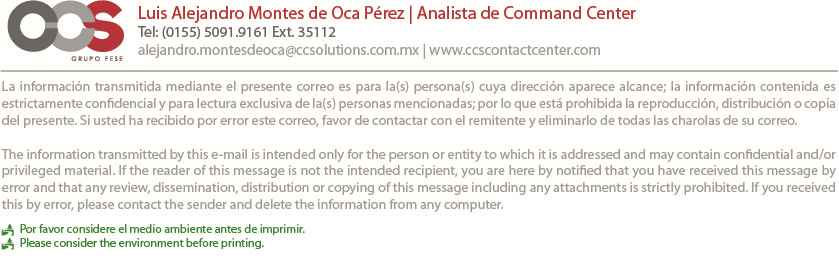 Luis Alejandro Montes de Oca Pérez | Analista de Command Center
Tel: (0155) 5091.9161 Ext. 35112
alejandro.montesdeoca@ccsolutions.com.mx | www.ccscontactcenter.com
CCS
GRUPO FESE
La información transmitida mediante el presente correo es para la(s) persona(s) cuya dirección aparece alcance; la información contenida es
estrictamente confidencial y para lectura exclusiva de la(s) personas mencionadas; por lo que está prohibida la reproducción, distribución o copia
del presente. Si usted ha recibido por error este correo, favor de contactar con el remitente y eliminarlo de todas las charolas de su correo.
The information transmitted by this e-mail is intended only for the person or entity to which it is addressed and may contain confidential and/or
privileged material. If the reader of this message is not the intended recipient, you are here by notified that you have received this message by
error and that any review, dissemination, distribution or copying of this message including any attachments is strictly prohibited. If you received
this by error, please contact the sender and delete the information from any computer.
Por favor considere el medio ambiente antes de imprimir.
Please consider the environment before printing.